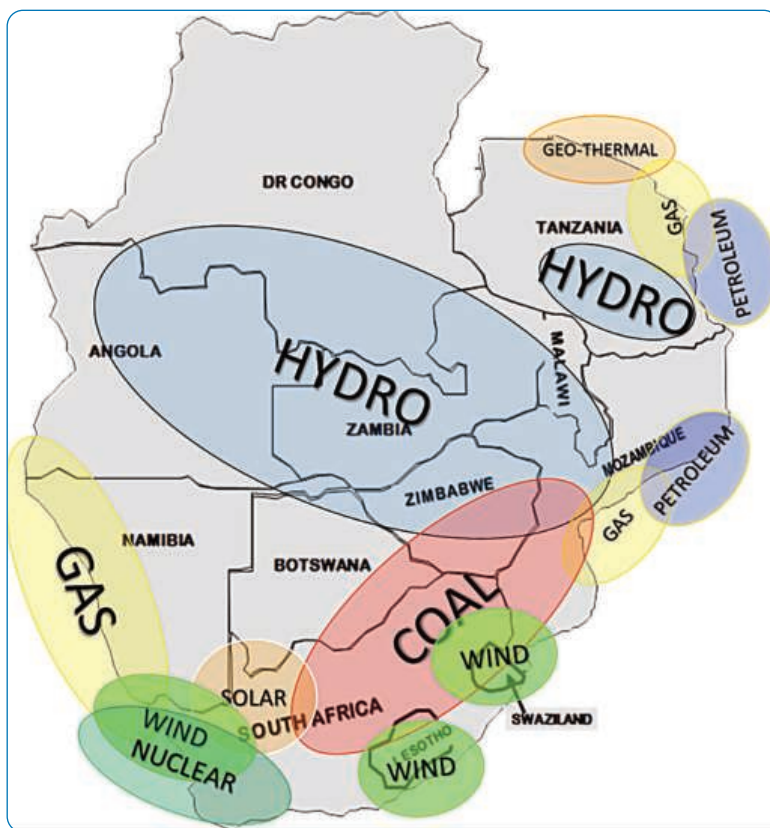 GEO-THERMAL
DR CONGO
GAS
TANZANIA
PETROLEUM
HYDRO
ANGOLA
HYDRO
MALAWI
ZAMBIA
MOZAMBIQUE
PETROLEUM
ZIMBABWE
GAS
NAMIBIA
BOTSWANA
GAS
COAL
WIND
SOLAR
SOUTH AFRICA
SWAZILAND
WIND
NUCLEAR
LESOTHO
WIND